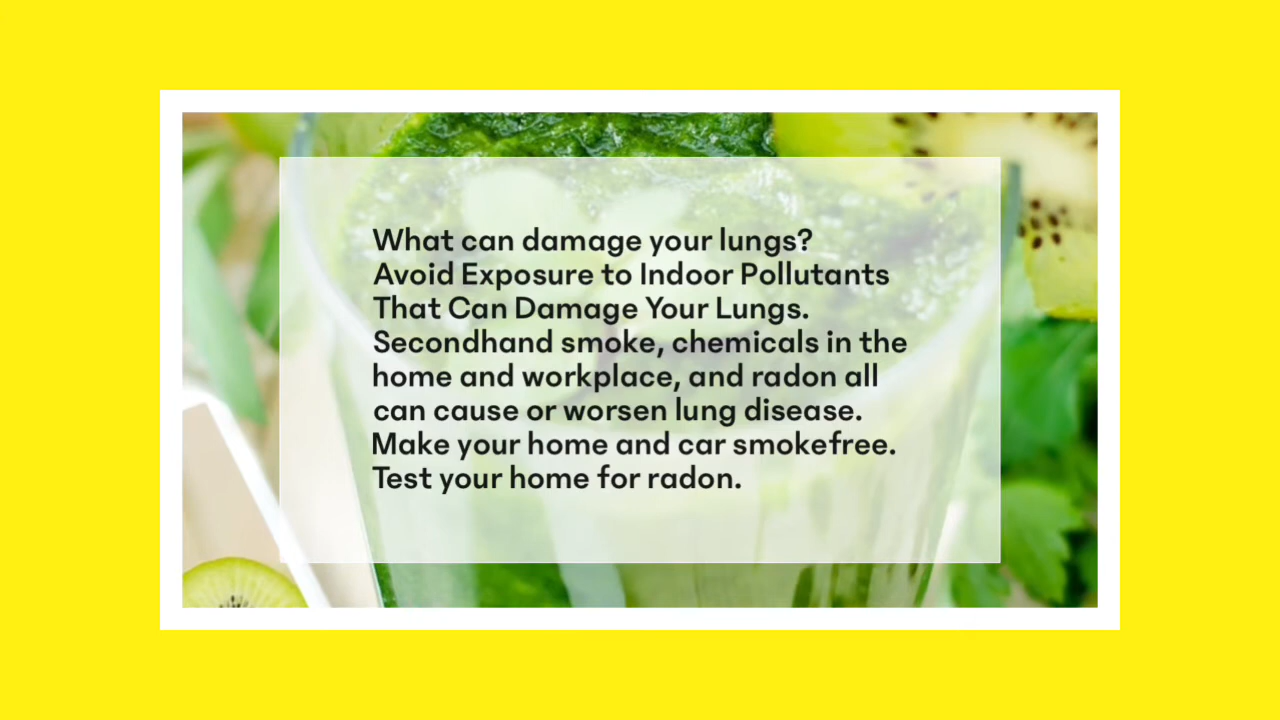 What can damage your lungs?
Avoid Exposure to Indoor Pollutants
That Can Damage Your Lungs.
Secondhand smoke, chemicals in the
home and workplace, and radon all
can cause or worsen lung disease.
Make your home and car smokefree.
Test your home for radon.